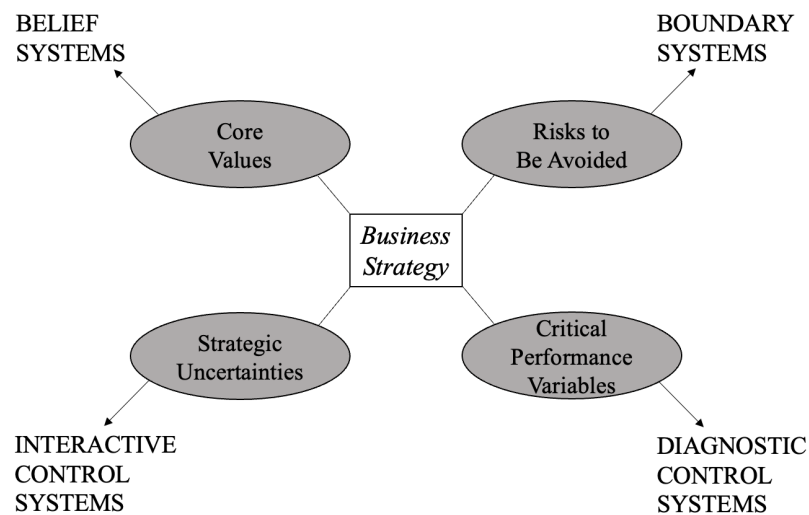 BELIEF
SYSTEMS
BOUNDARY
SYSTEMS
Core
Values
Risks to
Be Avoided
Business
Strategy
Strategic
Uncertainties
Critical
Performance
Variables
INTERACTIVE
CONTROL
SYSTEMS
DIAGNOSTIC
CONTROL
SYSTEMS